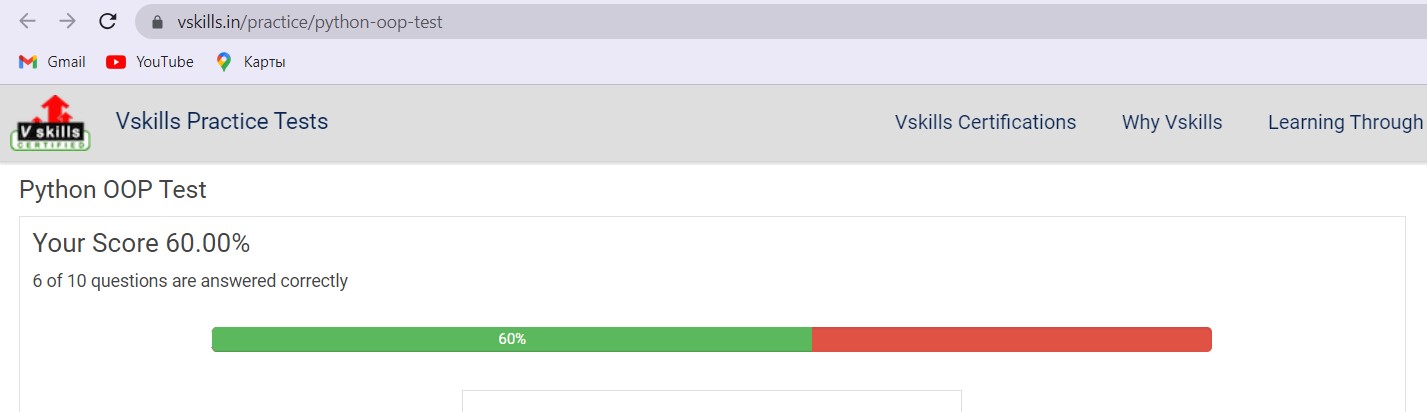 vskills.in/practice/python-oop-test
Gmail YouTube Карты
V skills
CERTIFIED
Vskills Practice Tests Vskills Certifications Why Vskills Learning Through
Python OOP Test
Your Score 60.00%
6 of 10 questions are answered correctly
60%